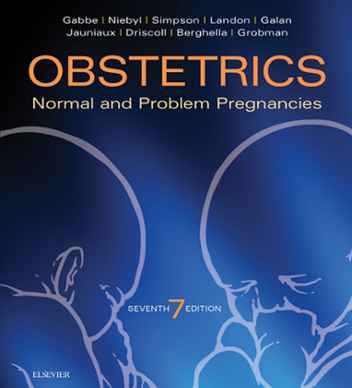 Gabbe | Niebyl | Simpson | Landon | Galan
Jauniaux | Driscoll | Berghella | Grobman
OBSTETRICS
Normal and Problem Pregnancies
SEVENTH 7 EDITION
ELSEVIER